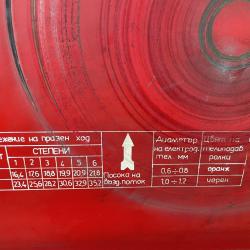 ежение на празен ход
СТЕПЕНИ
1 2 3 4 5 6
16,4 17,6 18,8 19,9 20,9 21,8
23,4 25,6 28,2 30,6 32,9 35,2
Посока на
възд. поток
Диаметър
на електрод.
тел. мм
0,6÷0,8
1,0÷1,2
Цвят на
телоподав.
ролки
оранж
черен